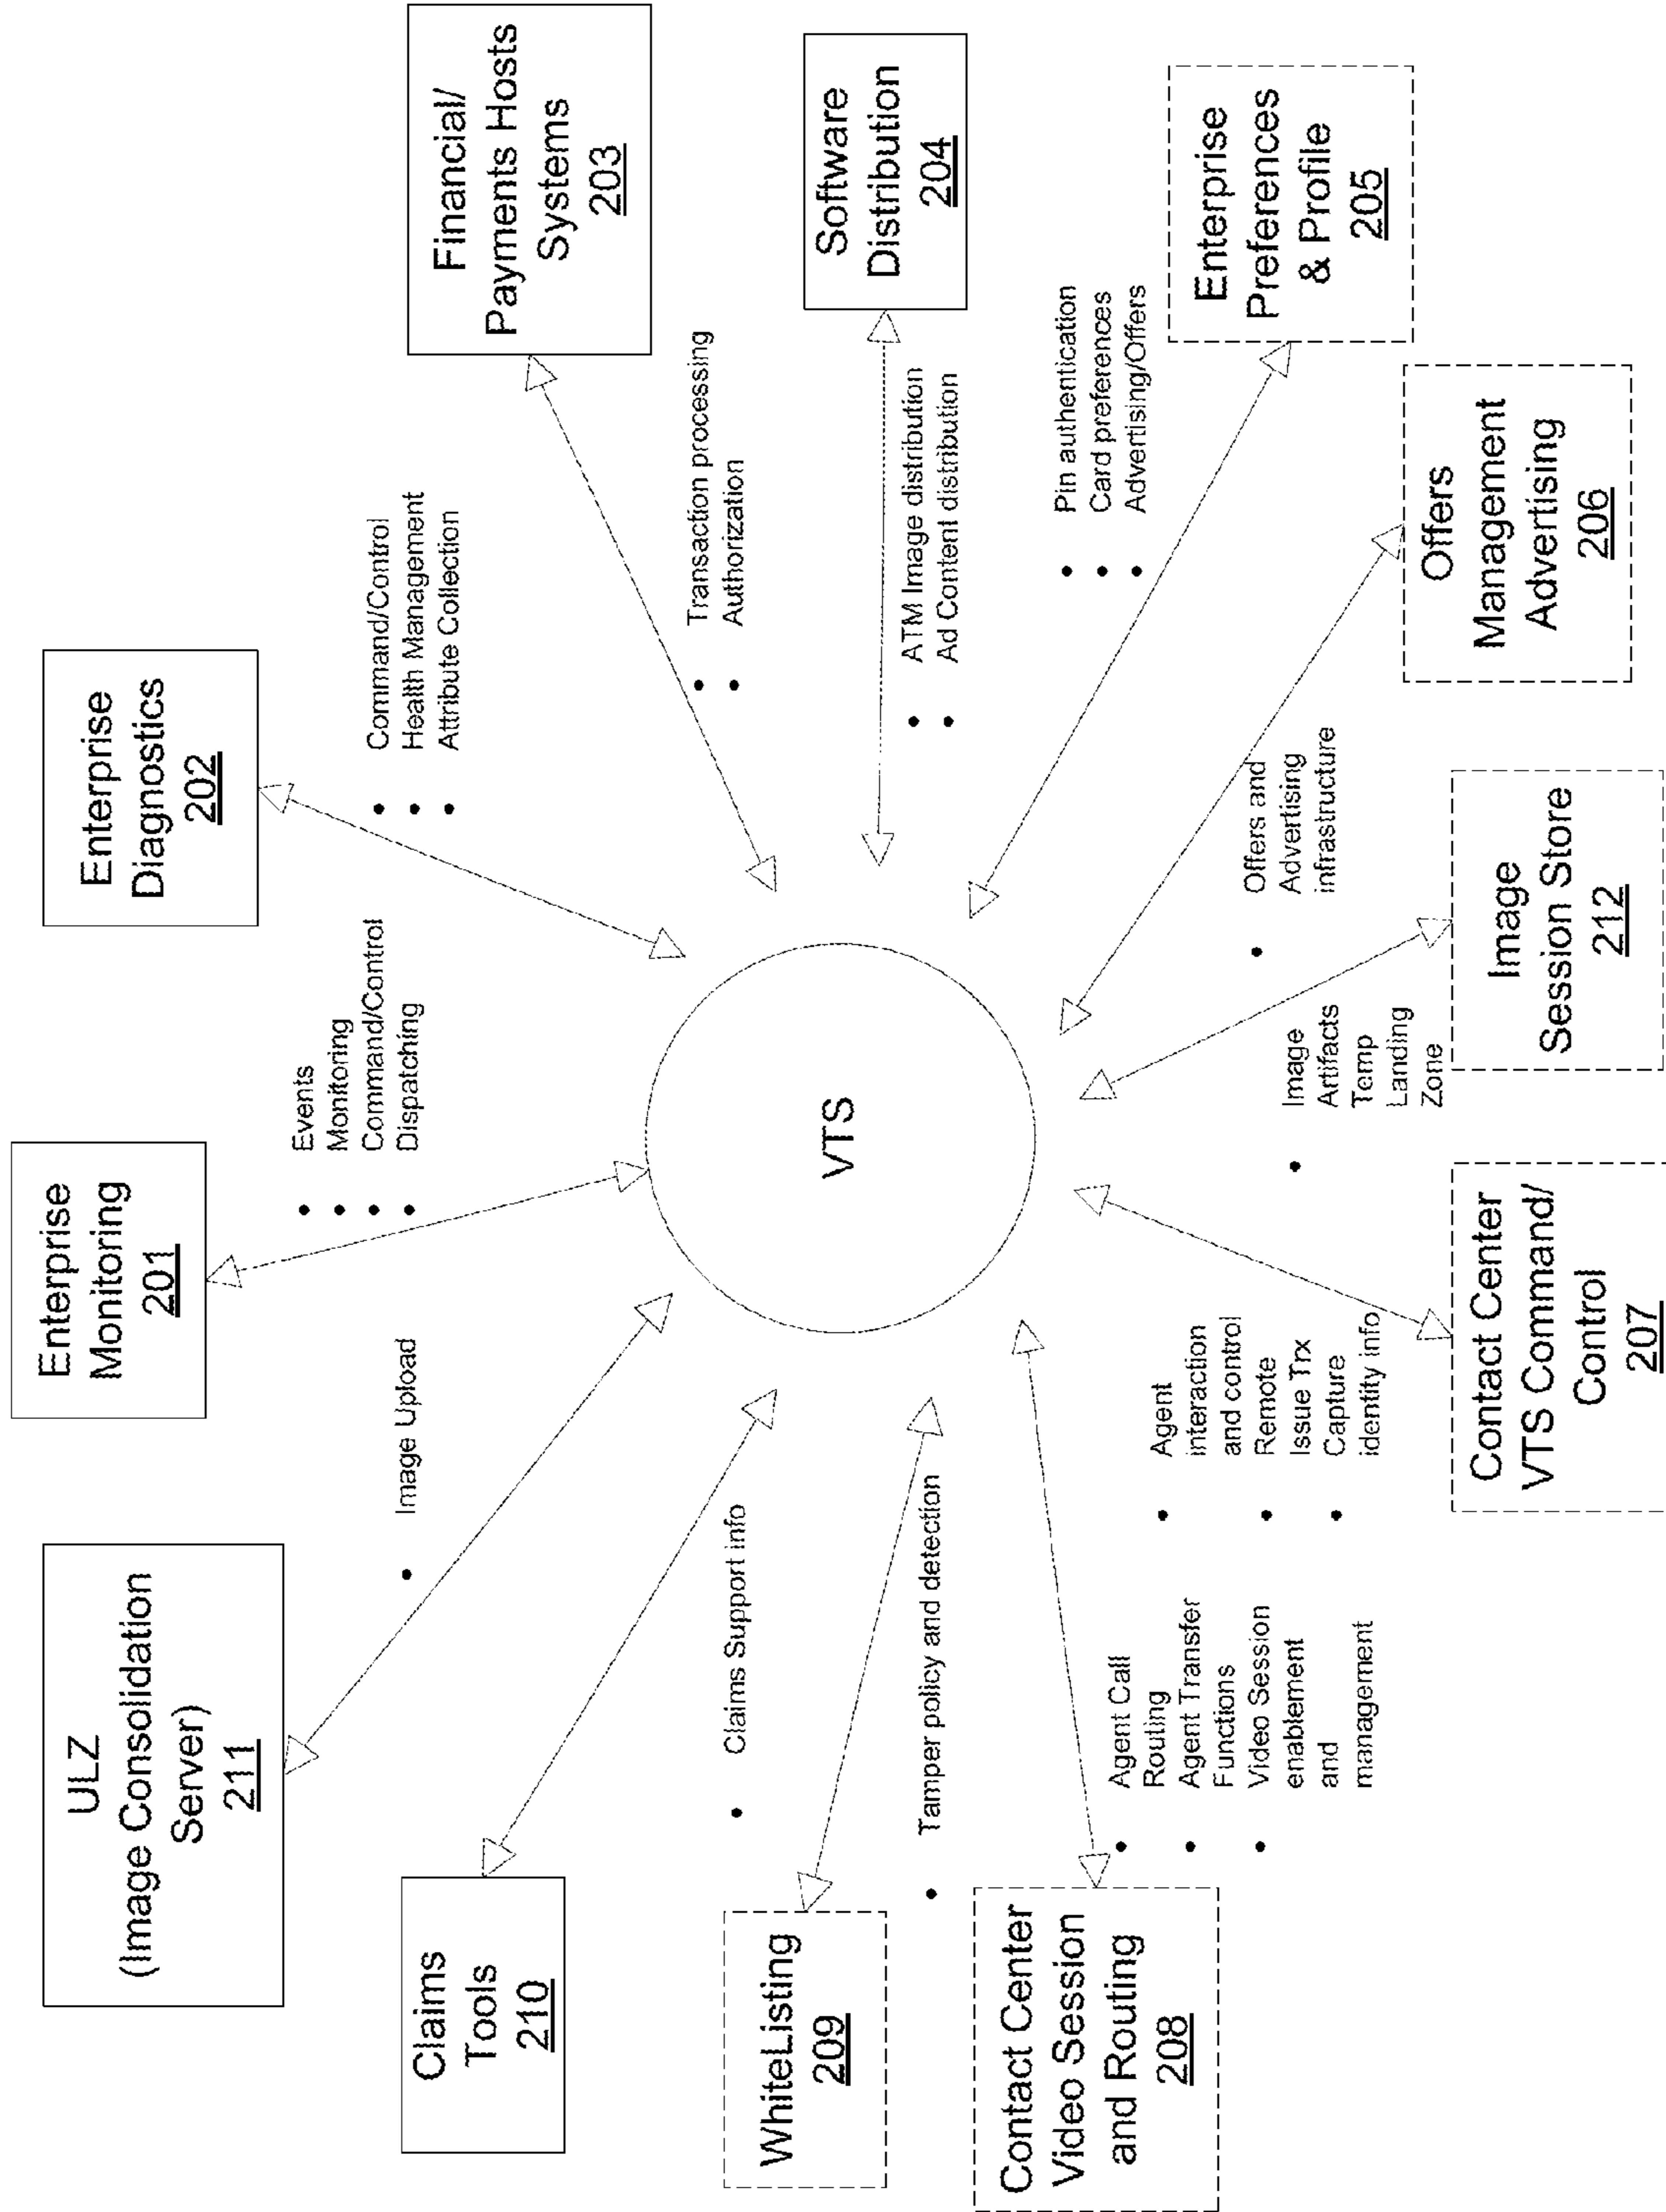 ULZ
(Image Consolidation
Server)
211
Enterprise
Monitoring
201
Enterprise
Diagnostics
202
Financial/
Payments Hosts
Systems
203
• Image Upload
• Events
• Monitoring
• Command/Control
• Dispatching
• Command/Control
• Health Management
• Attribute Collection
• Transaction processing
• Authorization
Claims
Tools
210
• Claims Support info
Software
Distribution
204
• ATM Image distribution
• Ad Content distribution
VTS
WhiteListing
209
• Tamper policy and detection
Enterprise
Preferences
& Profile
205
• Pin authentication
• Card preferences
• Advertising/Offers
Contact Center
Video Session
and Routing
208
• Agent Call
Routing
• Agent Transfer
Functions
• Video Session
enablement
and
management
• Agent
interaction
and control
• Remote
Issue Trx
• Capture
identity info
• Image
Artifacts
Temp
Landing
Zone
• Offers and
Advertising
infrastructure
Offers
Management
Advertising
206
Contact Center
VTS Command/
Control
207
Image
Session Store
212